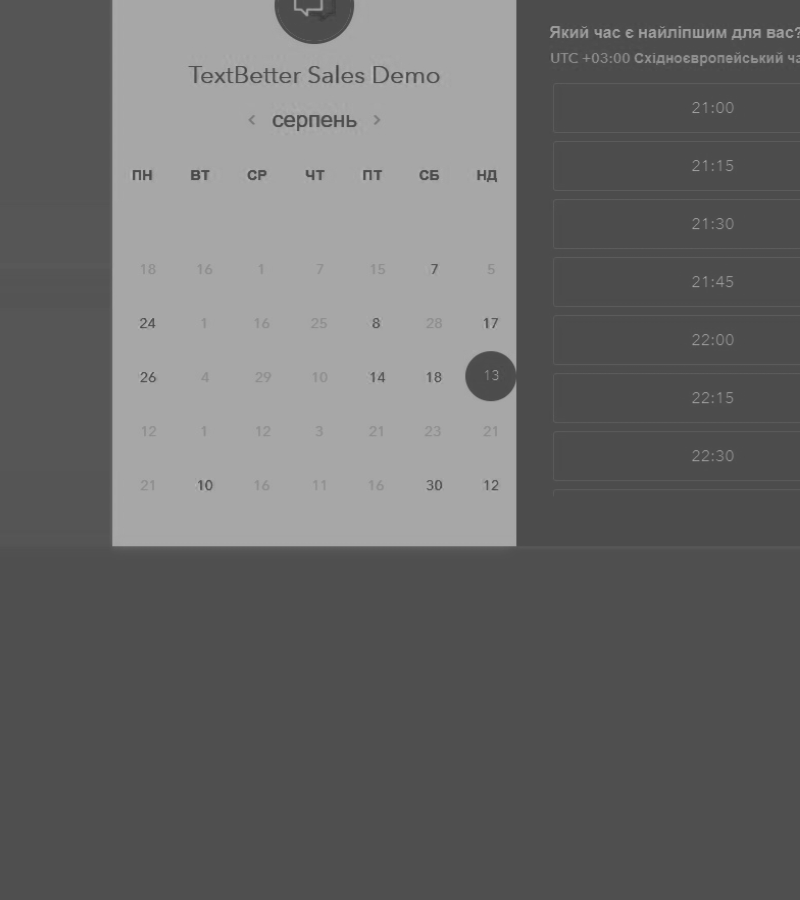 TextBetter Sales Demo
серпень
ПН ВТ СР ЧТ ПТ СБ НД
18 16 1 7 15 7 5
24 1 16 25 8 28 17
26 4 29 10 14 18 13
12 1 12 3 21 23 21
21 10 16 11 16 30 12
Який час є найліпшим для вас?
UTC +03:00 Східноєвропейський ча
21:00
21:15
21:30
21:45
22:00
22:15
22:30